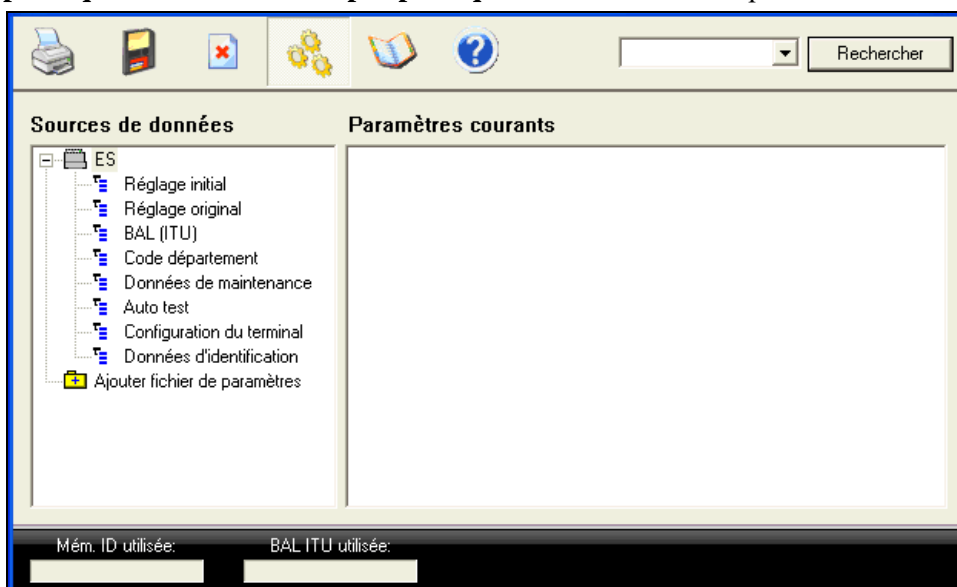 Rechercher
Sources de données
Paramètres courants
ES
Réglage initial
Réglage original
BAL (ITU)
Code département
Données de maintenance
Auto test
Configuration du terminal
Données d'identification
Ajouter fichier de paramètres
Mém. ID utilisée:
BAL ITU utilisée: